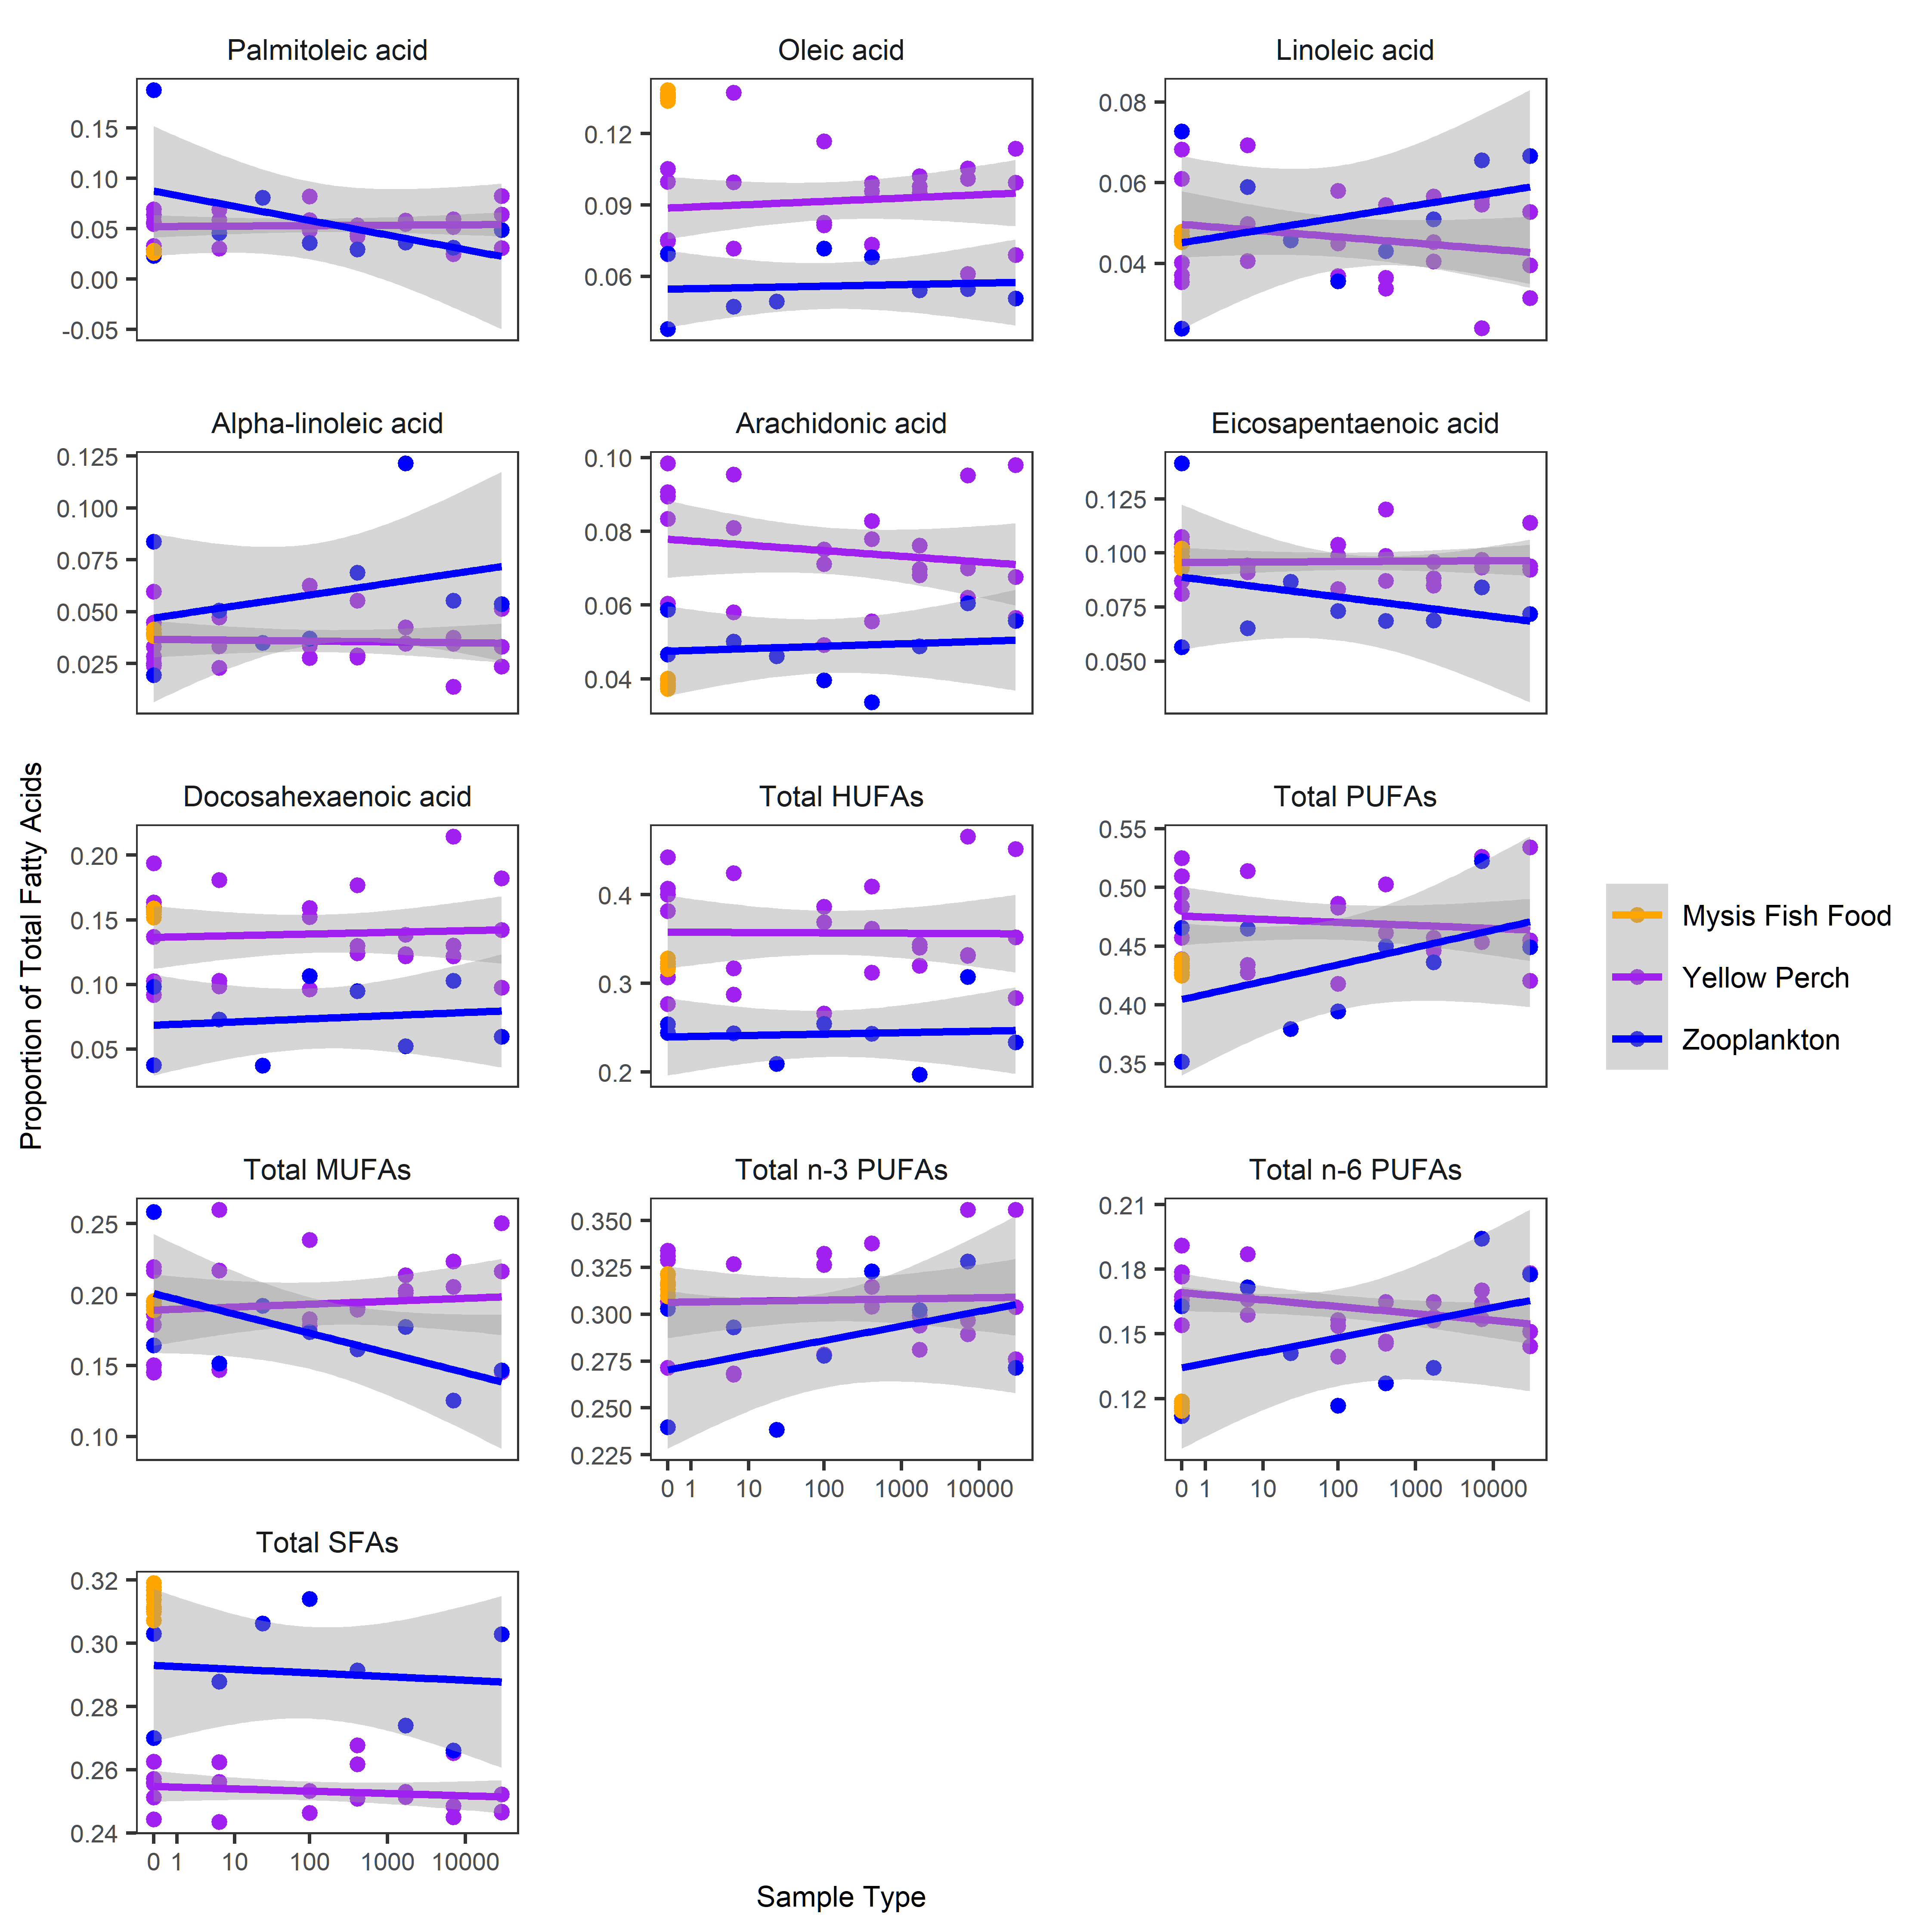 Palmitoleic acid
Oleic acid
Linoleic acid
0.15
0.10
0.05
0.00
-0.05
0.12
0.09
0.06
0.08
0.06
0.04
Alpha-linoleic acid
Arachidonic acid
Eicosapentaenoic acid
0.125
0.100
0.075
0.050
0.025
0.10
0.08
0.06
0.04
0.125
0.100
0.075
0.050
Proportion of Total Fatty Acids
Docosahexaenoic acid
Total HUFAs
Total PUFAs
0.20
0.15
0.10
0.05
0.4
0.3
0.2
0.55
0.50
0.45
0.40
0.35
Mysis Fish Food
Yellow Perch
Zooplankton
Total MUFAs
Total n-3 PUFAs
Total n-6 PUFAs
0.25
0.20
0.15
0.10
0.350
0.325
0.300
0.275
0.250
0.225
0 1 10 100 1000 10000
0.21
0.18
0.15
0.12
0 1 10 100 1000 10000
Total SFAs
0.32
0.30
0.28
0.26
0.24
0 1 10 100 1000 10000
Sample Type